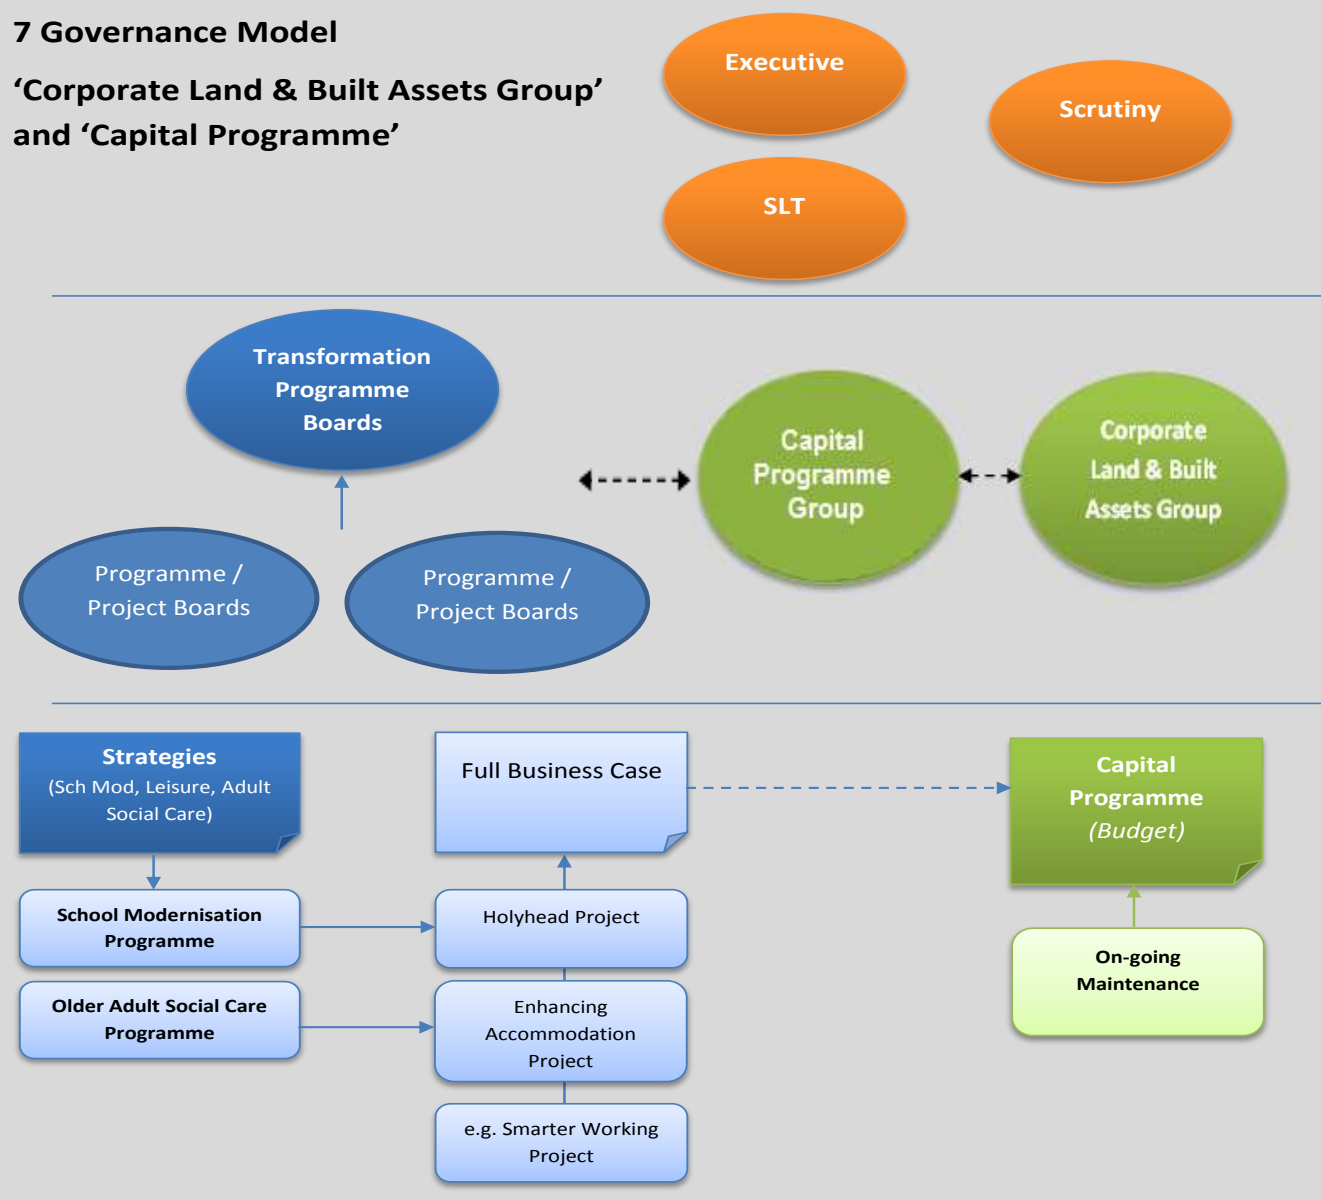 7 Governance Model
‘Corporate Land & Built Assets Group’
and ‘Capital Programme’
Executive
Scrutiny
SLT
Transformation
Programme
Boards
Capital
Programme
Group
Corporate
Land & Built
Assets Group
Programme /
Project Boards
Programme /
Project Boards
Strategies
(Sch Mod, Leisure, Adult
Social Care)
Full Business Case
Capital
Programme
(Budget)
School Modernisation
Programme
Holyhead Project
On-going
Maintenance
Older Adult Social Care
Programme
Enhancing
Accommodation
Project
e.g. Smarter Working
Project